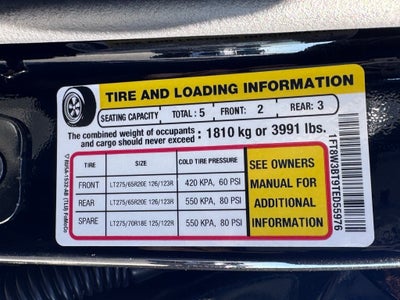 TIRE AND LOADING INFORMATION
SEATING CAPACITY TOTAL: 5 FRONT: 2 REAR: 3
The combined weight of occupants and cargo should never exceed : 1810 kg or 3991 lbs.
TIRE SIZE COLD TIRE PRESSURE
FRONT LT275/65R20E 126/123R 420 KPA, 60 PSI
REAR LT275/65R20E 126/123R 550 KPA, 80 PSI
SPARE LT275/70R18E 125/122R 550 KPA, 80 PSI
SEE OWNERS
MANUAL FOR
ADDITIONAL
INFORMATION
1FT8W3BT9TED55976
(TLB) FoMoCo